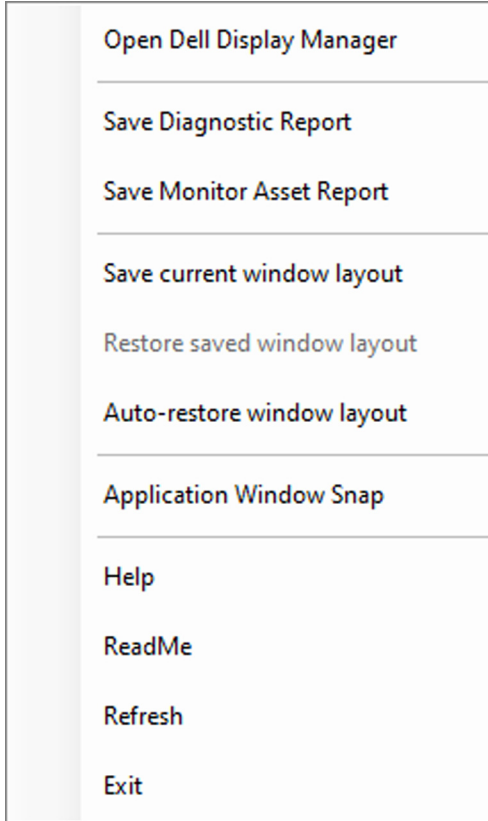 Open Dell Display Manager
Save Diagnostic Report
Save Monitor Asset Report
Save current window layout
Restore saved window layout
Auto-restore window layout
Application Window Snap
Help
ReadMe
Refresh
Exit